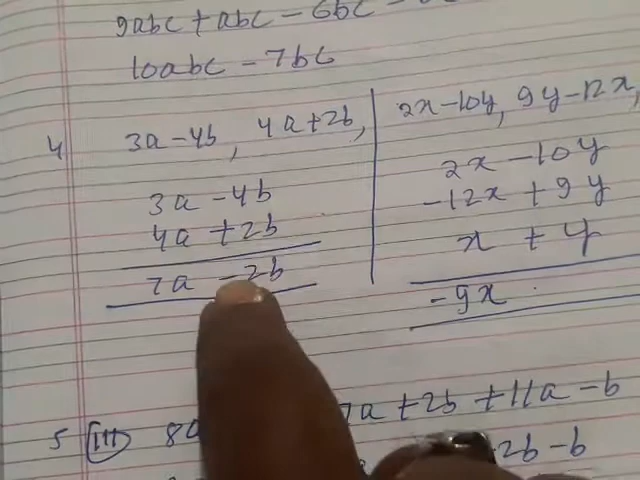 9abc + abc - 6bc -
10abc - 7bc
4 3a - 4b, 4a + 2b,
3a - 4b
4a + 2b
7a - 2b
2x - 10y, 9y - 12x,
2x - 10y
-12x + 9y
x + y
-9x .
5 (iii) 8a 7a + 2b + 11a - b
2b - b